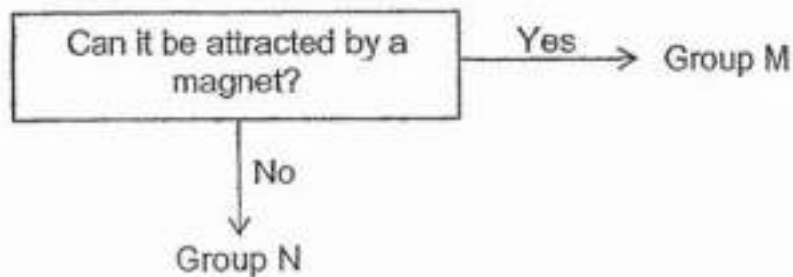 Can it be attracted by a
magnet?
Yes
Group M
No
Group N